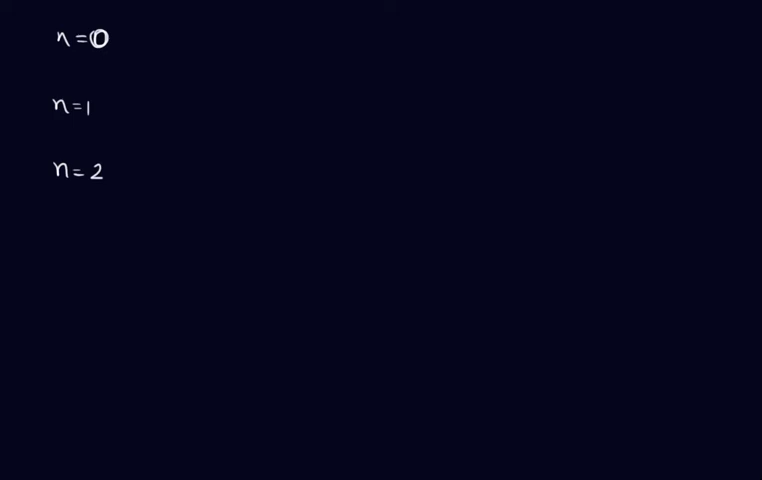 n = 0
n = 1
n = 2